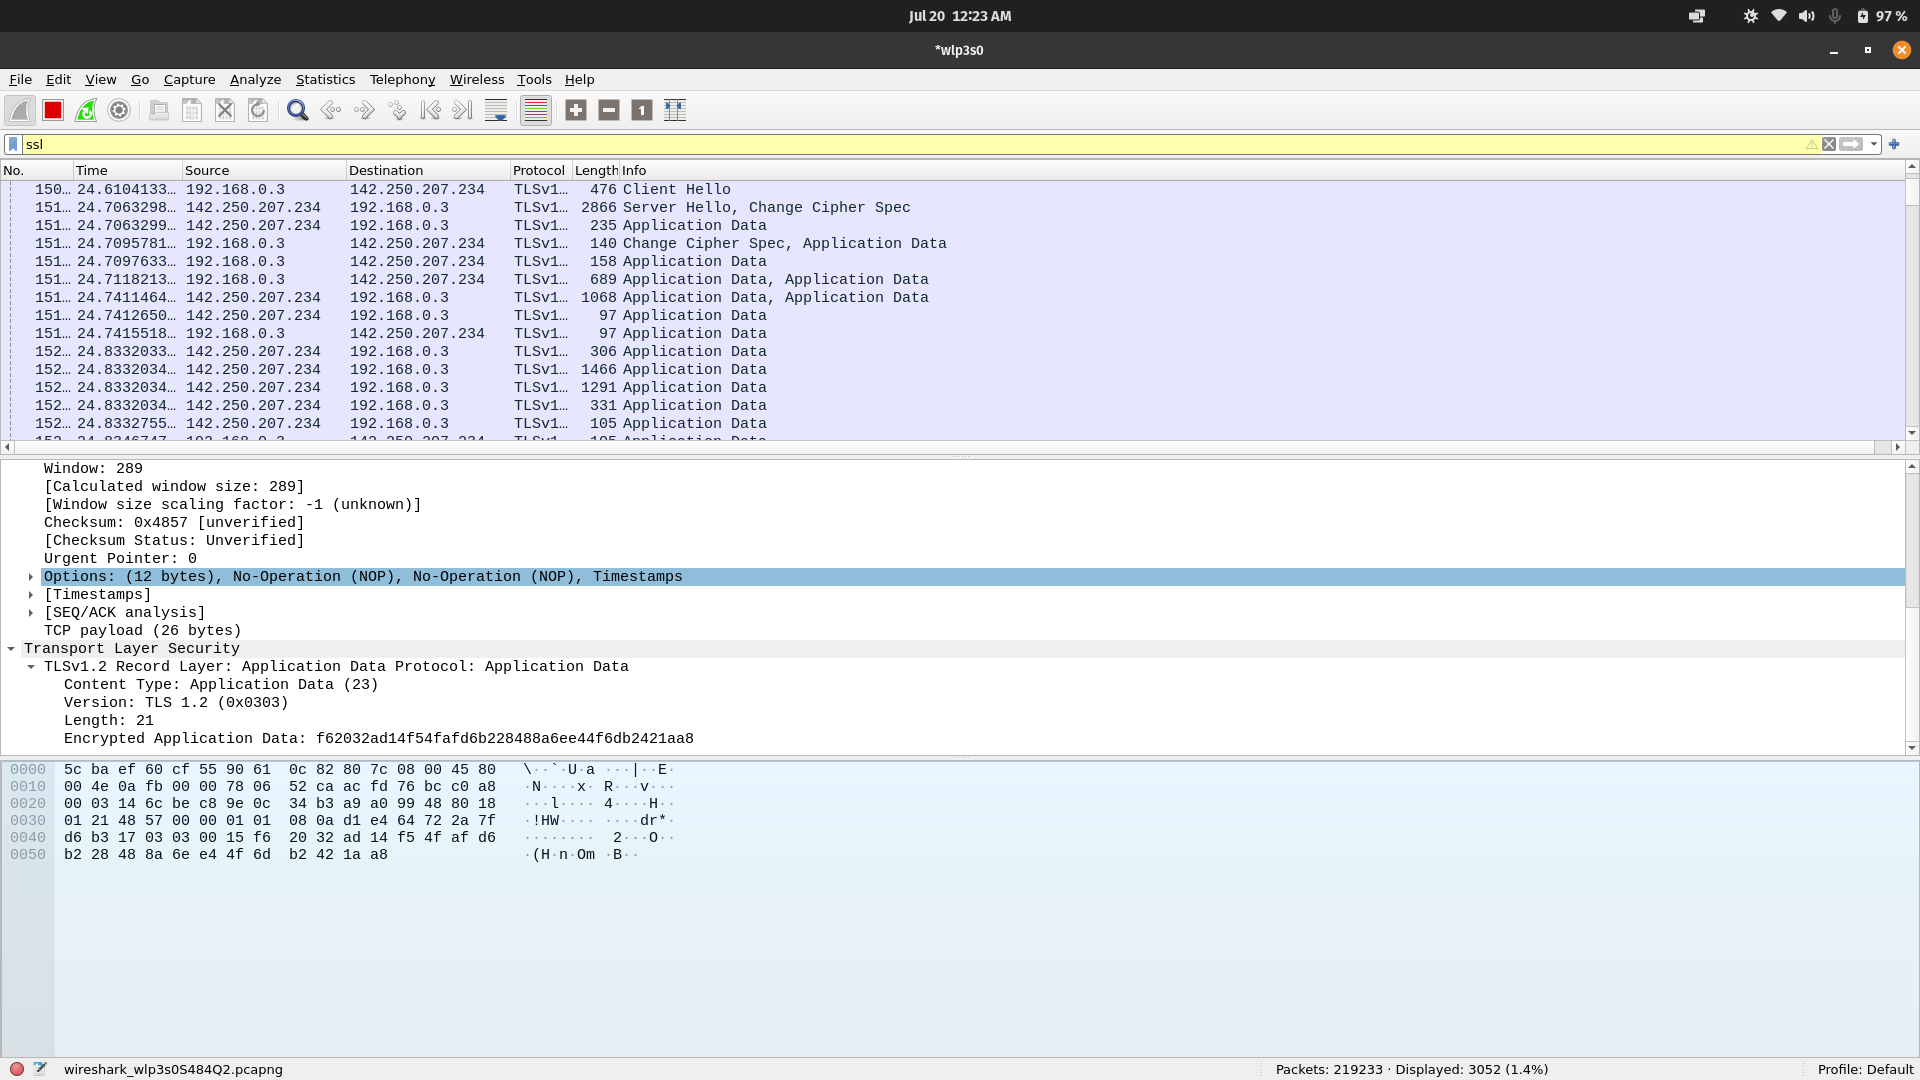 Jul 20 12:23 AM
97 %
*wlp3s0
File Edit View Go Capture Analyze Statistics Telephony Wireless Tools Help
1
ssl
No. Time Source Destination Protocol Length Info
150… 24.6104133… 192.168.0.3 142.250.207.234 TLSv1… 476 Client Hello
151… 24.7063298… 142.250.207.234 192.168.0.3 TLSv1… 2866 Server Hello, Change Cipher Spec
151… 24.7063299… 142.250.207.234 192.168.0.3 TLSv1… 235 Application Data
151… 24.7095781… 192.168.0.3 142.250.207.234 TLSv1… 140 Change Cipher Spec, Application Data
151… 24.7097633… 192.168.0.3 142.250.207.234 TLSv1… 158 Application Data
151… 24.7118213… 192.168.0.3 142.250.207.234 TLSv1… 689 Application Data, Application Data
151… 24.7411464… 142.250.207.234 192.168.0.3 TLSv1… 1068 Application Data, Application Data
151… 24.7412650… 142.250.207.234 192.168.0.3 TLSv1… 97 Application Data
151… 24.7415518… 192.168.0.3 142.250.207.234 TLSv1… 97 Application Data
152… 24.8332033… 142.250.207.234 192.168.0.3 TLSv1… 306 Application Data
152… 24.8332034… 142.250.207.234 192.168.0.3 TLSv1… 1466 Application Data
152… 24.8332034… 142.250.207.234 192.168.0.3 TLSv1… 1291 Application Data
152… 24.8332034… 142.250.207.234 192.168.0.3 TLSv1… 331 Application Data
152… 24.8332755… 142.250.207.234 192.168.0.3 TLSv1… 105 Application Data
Window: 289
[Calculated window size: 289]
[Window size scaling factor: -1 (unknown)]
Checksum: 0x4857 [unverified]
[Checksum Status: Unverified]
Urgent Pointer: 0
Options: (12 bytes), No-Operation (NOP), No-Operation (NOP), Timestamps
[Timestamps]
[SEQ/ACK analysis]
TCP payload (26 bytes)
Transport Layer Security
TLSv1.2 Record Layer: Application Data Protocol: Application Data
Content Type: Application Data (23)
Version: TLS 1.2 (0x0303)
Length: 21
Encrypted Application Data: f62032ad14f54fafd6b228488a6ee44f6db2421aa8
0000 5c ba ef 60 cf 55 90 61 0c 82 80 7c 08 00 45 80 \··`·U·a ···|··E·
0010 00 4e 0a fb 00 00 78 06 52 ca ac fd 76 bc c0 a8 ·N····x· R···v···
0020 00 03 14 6c be c8 9e 0c 34 b3 a9 a0 99 48 80 18 ···l···· 4····H··
0030 01 21 48 57 00 00 01 01 08 0a d1 e4 64 72 2a 7f ·!HW···· ····dr*·
0040 d6 b3 17 03 03 00 15 f6 20 32 ad 14 f5 4f af d6 ········ 2···O··
0050 b2 28 48 8a 6e e4 4f 6d b2 42 1a a8 ·(H·n·Om ·B··
wireshark_wlp3s0S484Q2.pcapng
Packets: 219233 · Displayed: 3052 (1.4%)
Profile: Default